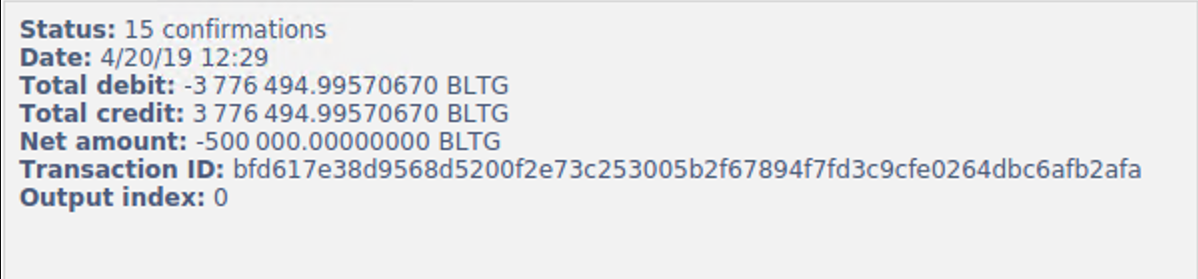 Status: 15 confirmations
Date: 4/20/19 12:29
Total debit: -3 776 494.99570670 BLTG
Total credit: 3 776 494.99570670 BLTG
Net amount: -500 000.00000000 BLTG
Transaction ID: bfd617e38d9568d5200f2e73c253005b2f67894f7fd3c9cfe0264dbc6afb2afa
Output index: 0